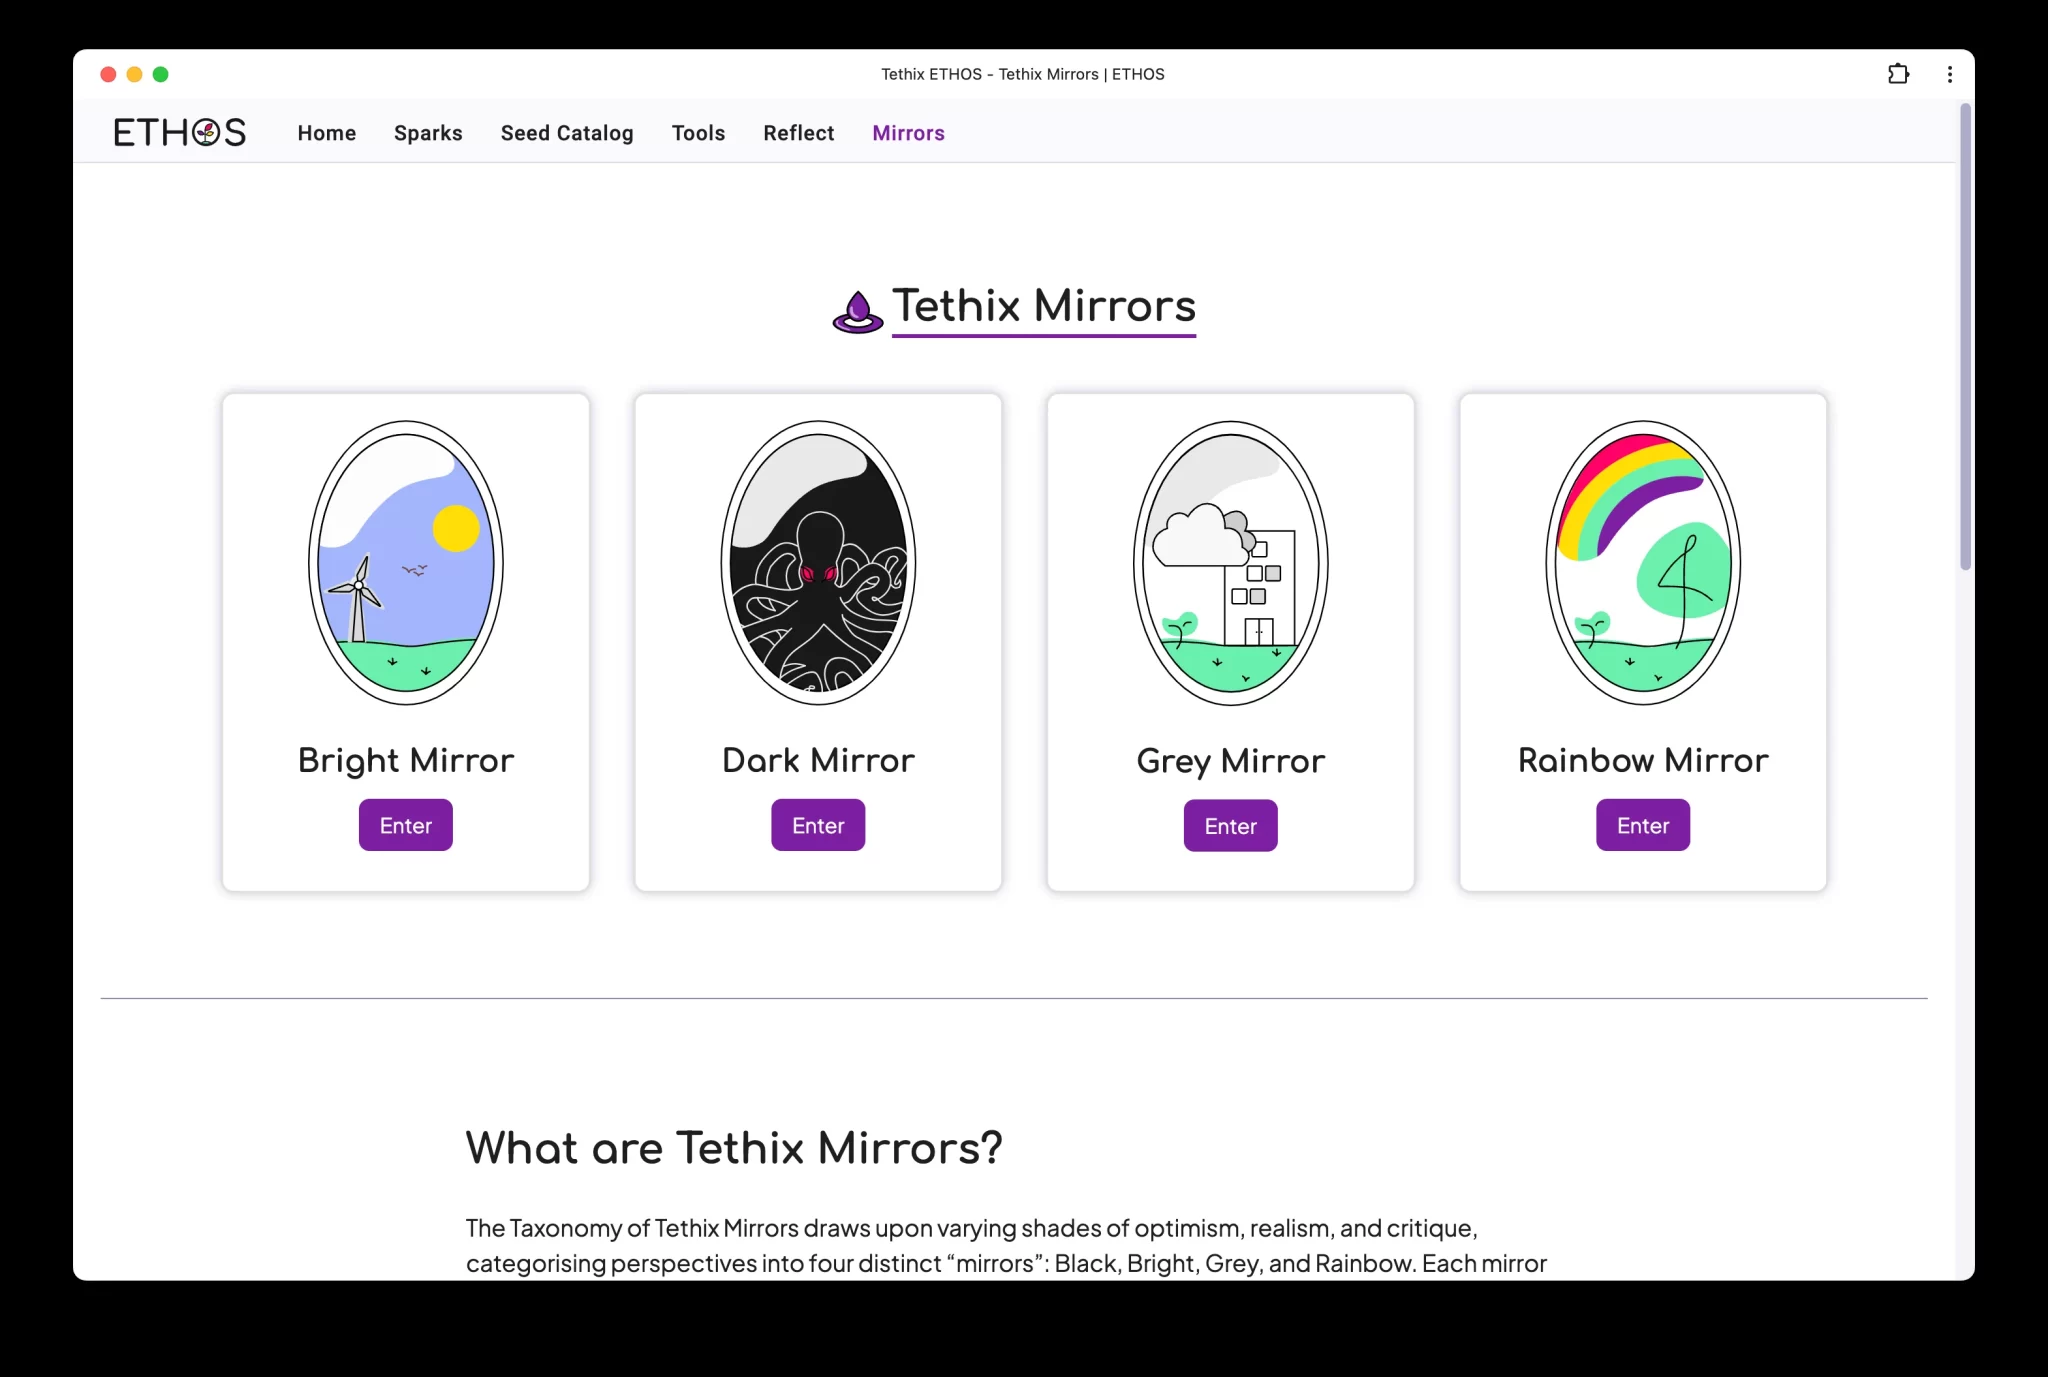 Tethix ETHOS - Tethix Mirrors | ETHOS
ETHOS
Home
Sparks
Seed Catalog
Tools
Reflect
Mirrors
Tethix Mirrors
Bright Mirror
Enter
Dark Mirror
Enter
Grey Mirror
Enter
Rainbow Mirror
Enter
What are Tethix Mirrors?
The Taxonomy of Tethix Mirrors draws upon varying shades of optimism, realism, and critique,
categorising perspectives into four distinct “mirrors”: Black, Bright, Grey, and Rainbow. Each mirror